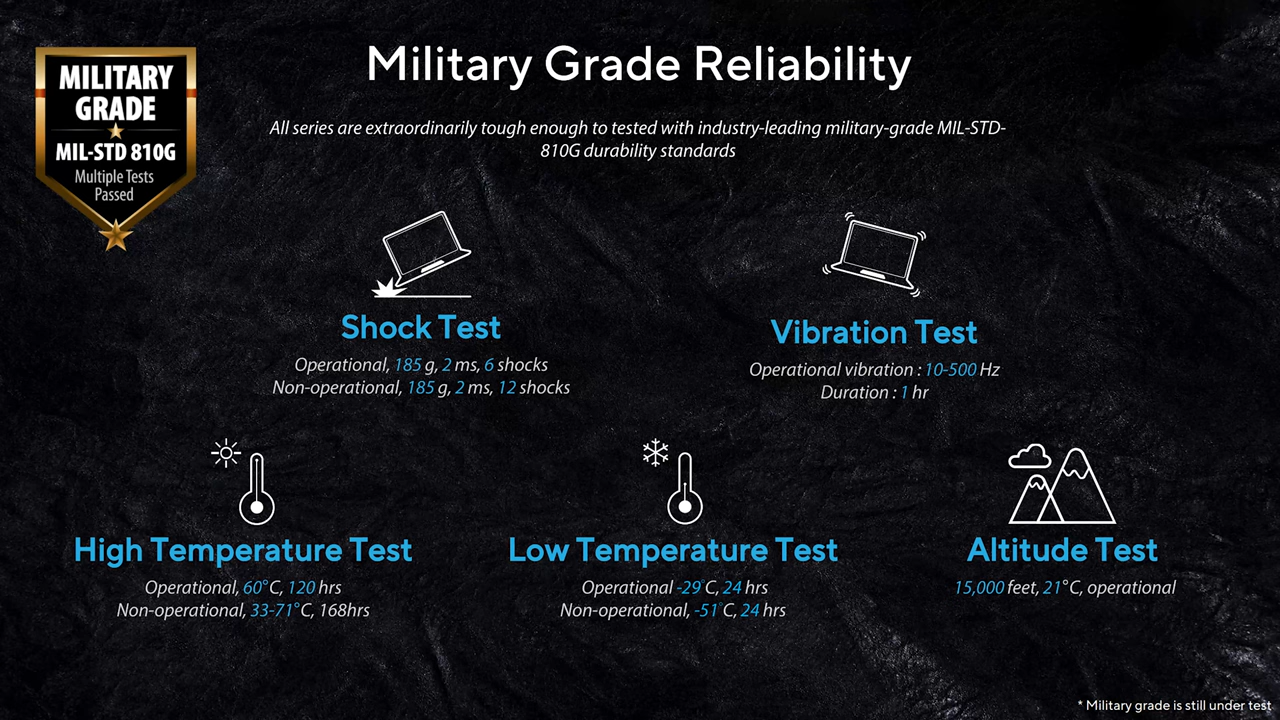 MILITARY
GRADE
MIL-STD 810G
Multiple Tests
Passed
Military Grade Reliability
All series are extraordinarily tough enough to tested with industry-leading military-grade MIL-STD-
810G durability standards
Shock Test
Operational, 185 g, 2 ms, 6 shocks
Non-operational, 185 g, 2 ms, 12 shocks
Vibration Test
Operational vibration : 10-500 Hz
Duration : 1 hr
High Temperature Test
Operational, 60°C, 120 hrs
Non-operational, 33-71°C, 168hrs
Low Temperature Test
Operational -29°C, 24 hrs
Non-operational, -51°C, 24 hrs
Altitude Test
15,000 feet, 21°C, operational
* Military grade is still under test